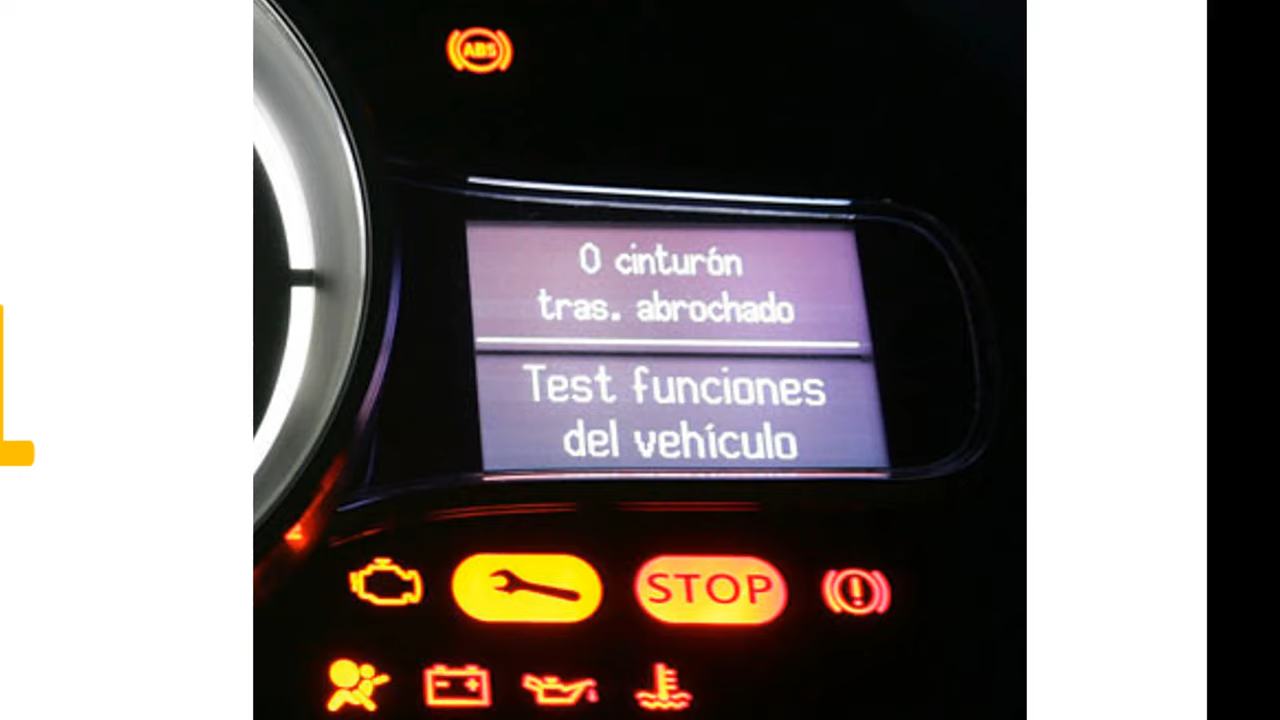 ABS
0 cinturón
tras. abrochado
Test funciones
del vehículo
STOP